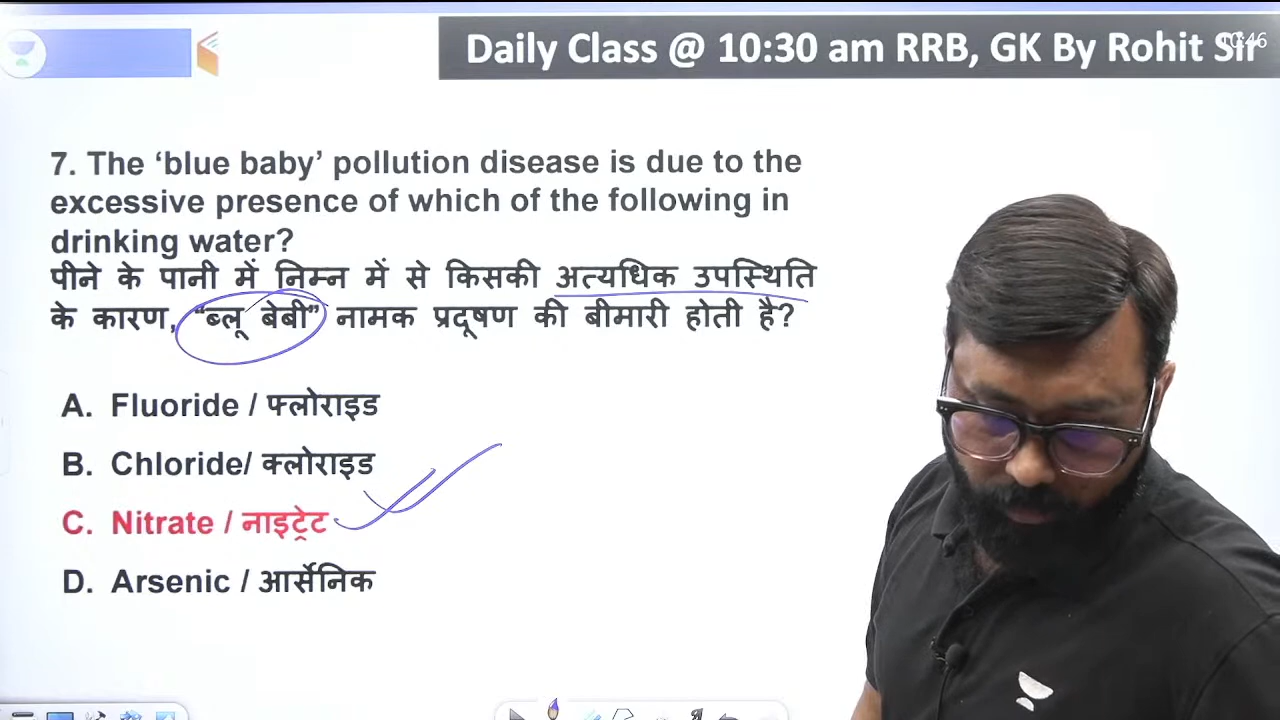 Daily Class @ 10:30 am RRB, GK By Rohit Sir
7. The ‘blue baby’ pollution disease is due to the
excessive presence of which of the following in
drinking water?
पीने के पानी में निम्न में से किसकी अत्यधिक उपस्थिति
के कारण, “ब्लू बेबी” नामक प्रदूषण की बीमारी होती है?
A. Fluoride / फ्लोराइड
B. Chloride/ क्लोराइड
C. Nitrate / नाइट्रेट
D. Arsenic / आर्सेनिक